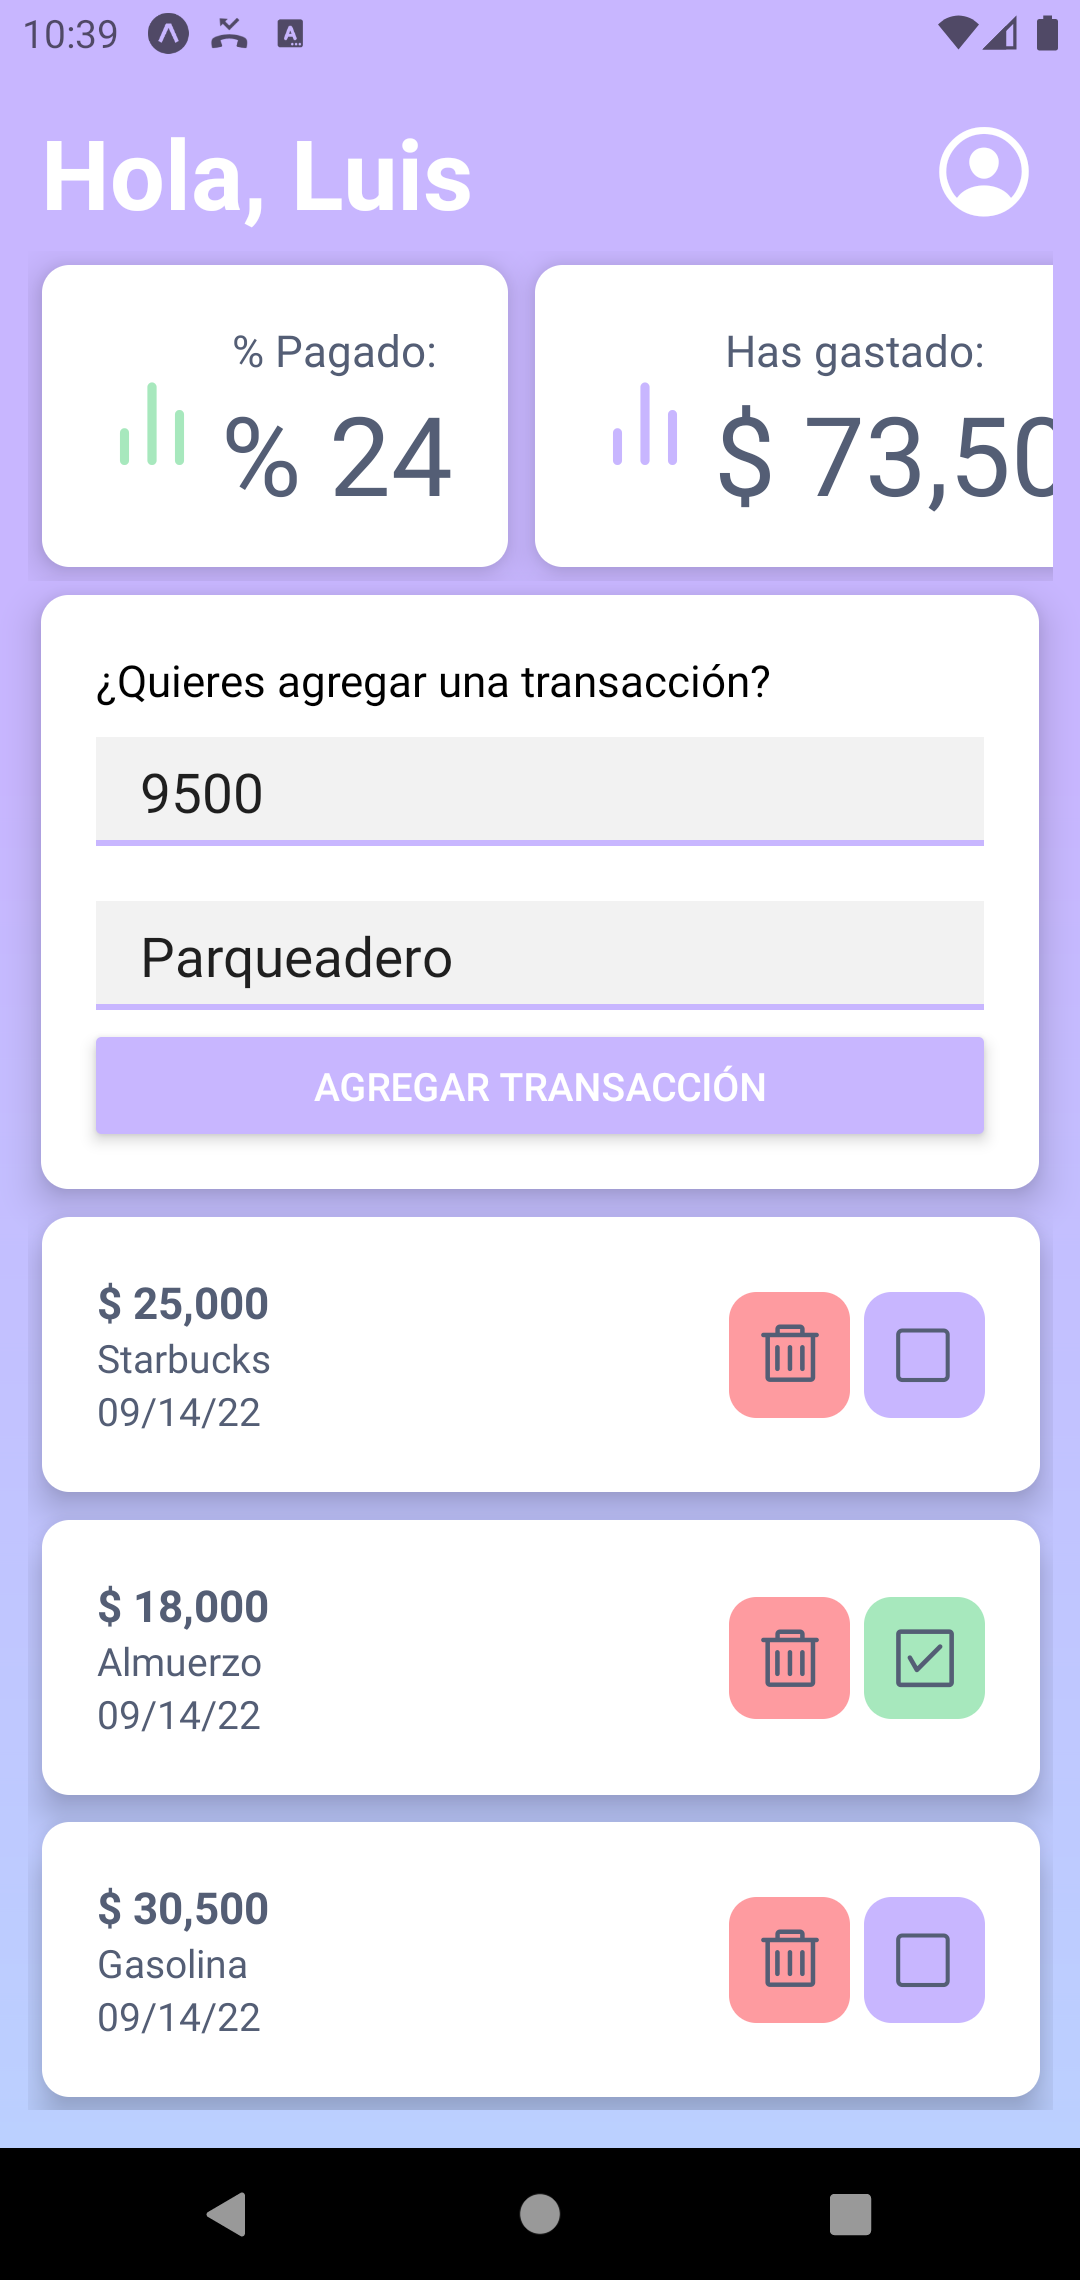 10:39
Hola, Luis
% Pagado:
% 24
Has gastado:
$ 73,50
¿Quieres agregar una transacción?
9500
Parqueadero
AGREGAR TRANSACCIÓN
$ 25,000
Starbucks
09/14/22
$ 18,000
Almuerzo
09/14/22
$ 30,500
Gasolina
09/14/22